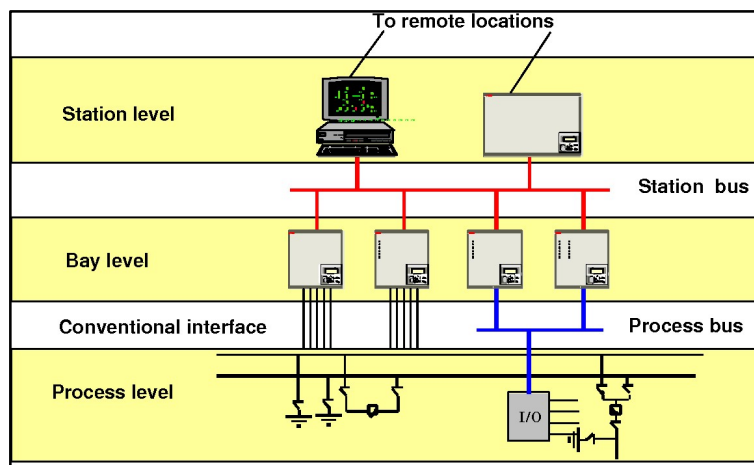 To remote locations
Station level
Station bus
Bay level
Conventional interface
Process bus
Process level
I/O